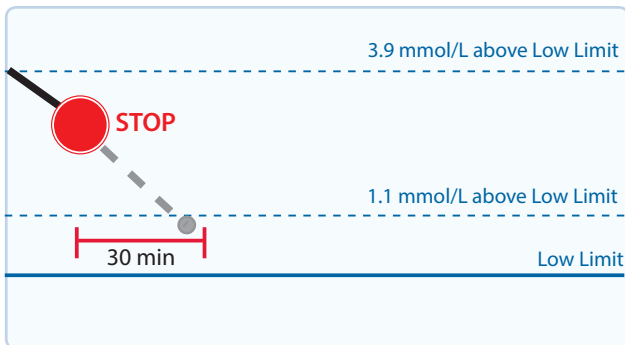 3.9 mmol/L above Low Limit
STOP
1.1 mmol/L above Low Limit
30 min
Low Limit